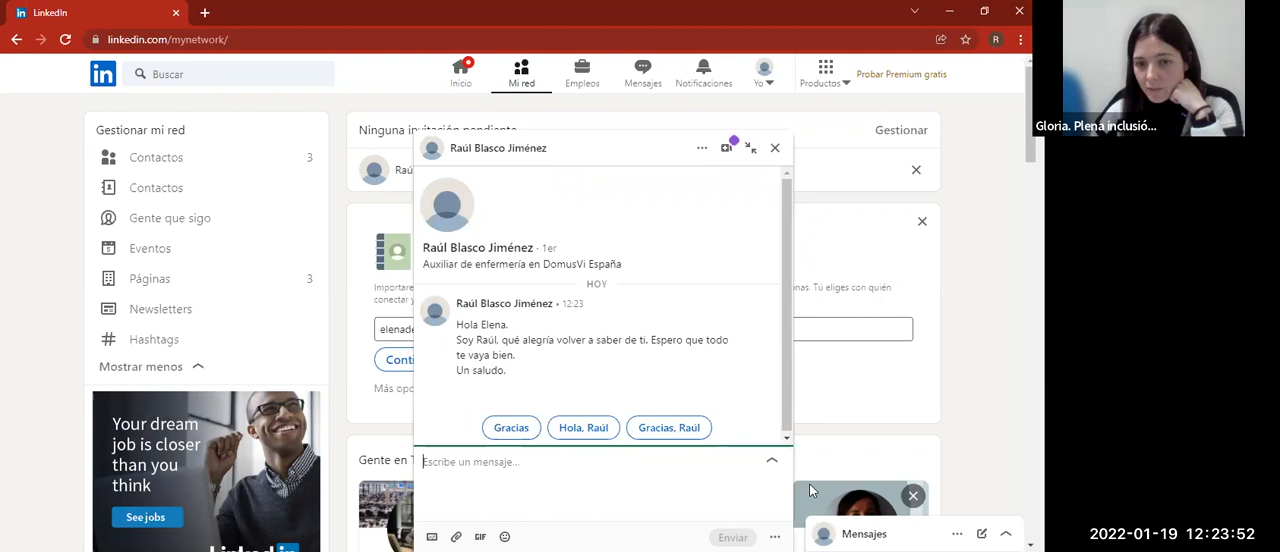 LinkedIn
linkedin.com/mynetwork/
R
in
Buscar
Inicio
Mi red
Empleos
Mensajes
Notificaciones
Yo
Productos
Probar Premium gratis
Gloria. Plena inclusió...
Gestionar mi red
Contactos 3
Contactos
Gente que sigo
Eventos
Páginas 3
Newsletters
Hashtags
Mostrar menos
Your dream
job is closer
than you
think
See jobs
Linked in
Ninguna invitación pendiente
Gestionar
Raúl Blasco Jiménez
Raúl Blasco Jiménez · 1er
Auxiliar de enfermería en DomusVi España
HOY
Raúl Blasco Jiménez • 12:23
Hola Elena.
Soy Raúl, qué alegría volver a saber de ti. Espero que todo
te vaya bien.
Un saludo.
Gracias
Hola, Raúl
Gracias, Raúl
Escribe un mensaje...
GIF
Enviar
nas. Tú eliges con quién
conectar y
Más
Gente en
Mensajes
2022-01-19 12:23:52